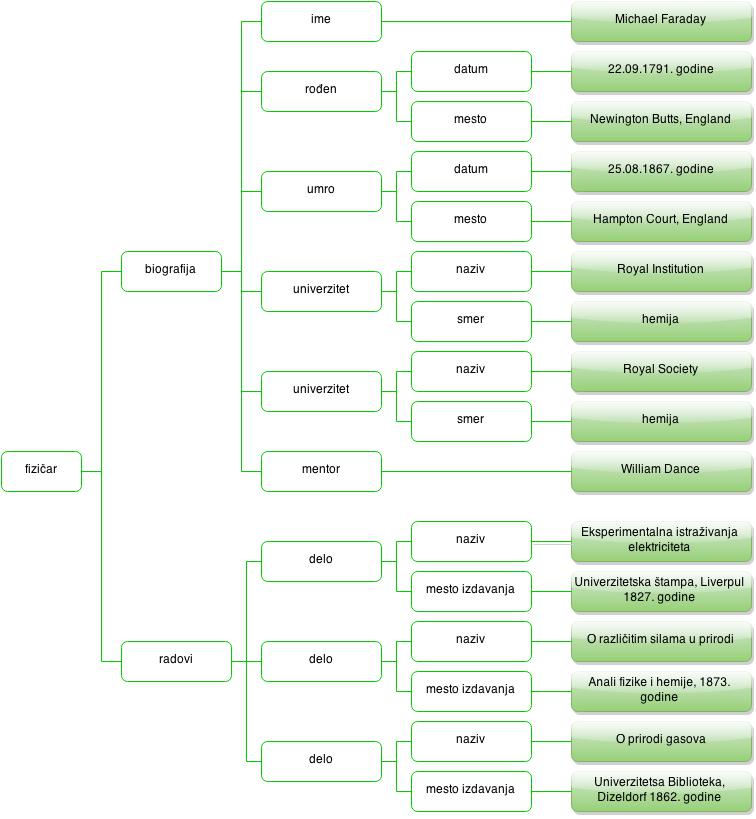 ime
Michael Faraday
rođen
datum
22.09.1791. godine
mesto
Newington Butts, England
umro
datum
25.08.1867. godine
mesto
Hampton Court, England
biografija
univerzitet
naziv
Royal Institution
smer
hemija
univerzitet
naziv
Royal Society
smer
hemija
fizičar
mentor
William Dance
delo
naziv
Eksperimentalna istraživanja
elektriciteta
mesto izdavanja
Univerzitetska štampa, Liverpul
1827. godine
radovi
delo
naziv
O različitim silama u prirodi
mesto izdavanja
Anali fizike i hemije, 1873.
godine
delo
naziv
O prirodi gasova
mesto izdavanja
Univerzitetsa Biblioteka,
Dizeldorf 1862. godine